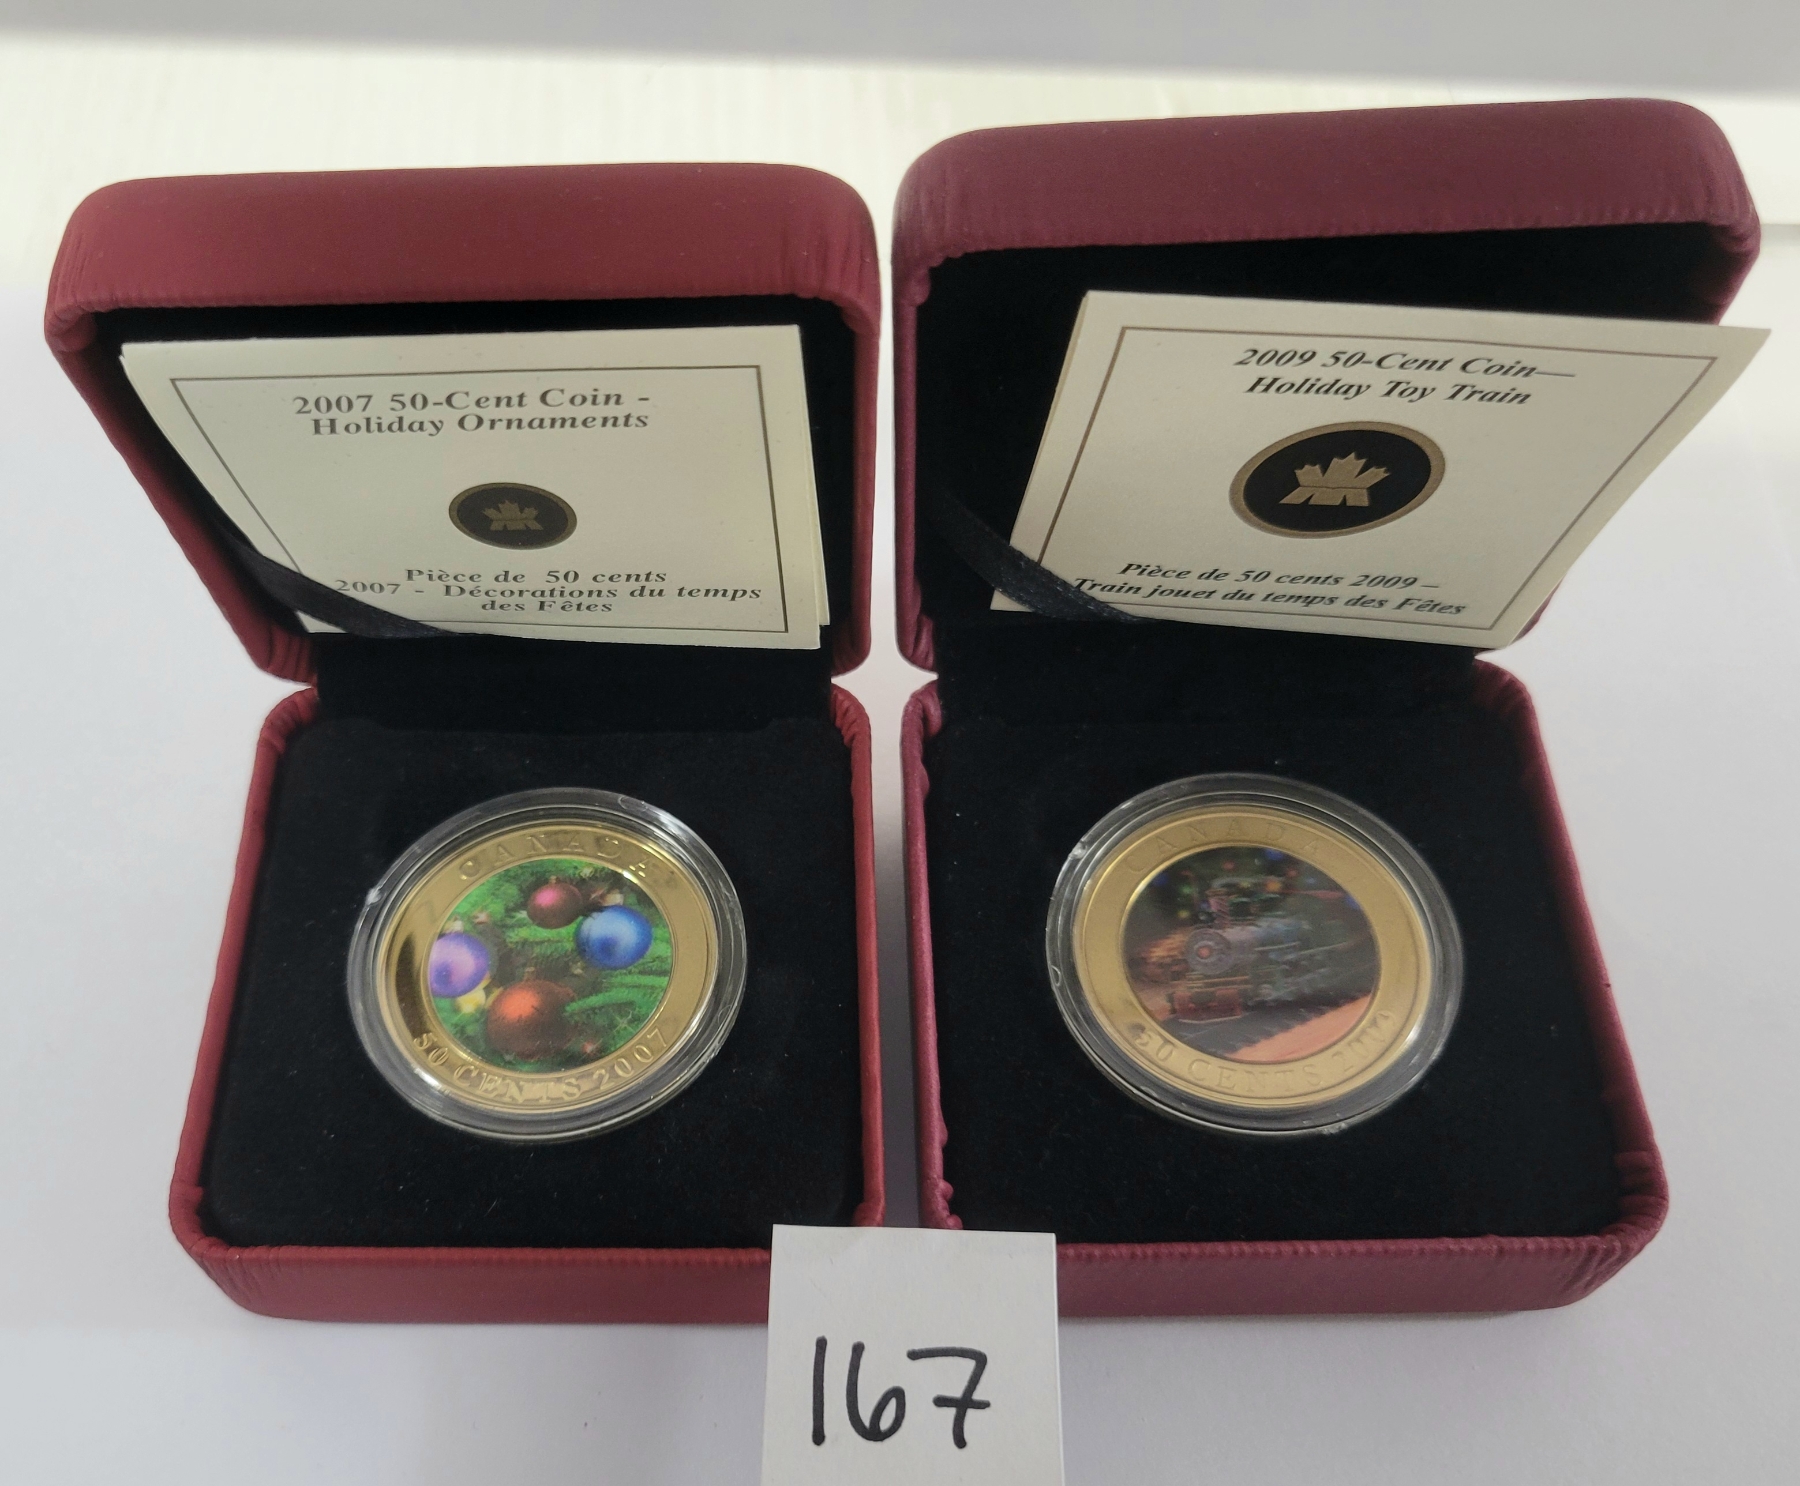 2007 50-Cent Coin -
Holiday Ornaments
Pièce de 50 cents
2007 - Décorations du temps
des Fêtes
2009 50-Cent Coin—
Holiday Toy Train
Pièce de 50 cents 2009 –
Train jouet du temps des Fêtes
CANADA
50 CENTS 2007
CANADA
50 CENTS 2009
167